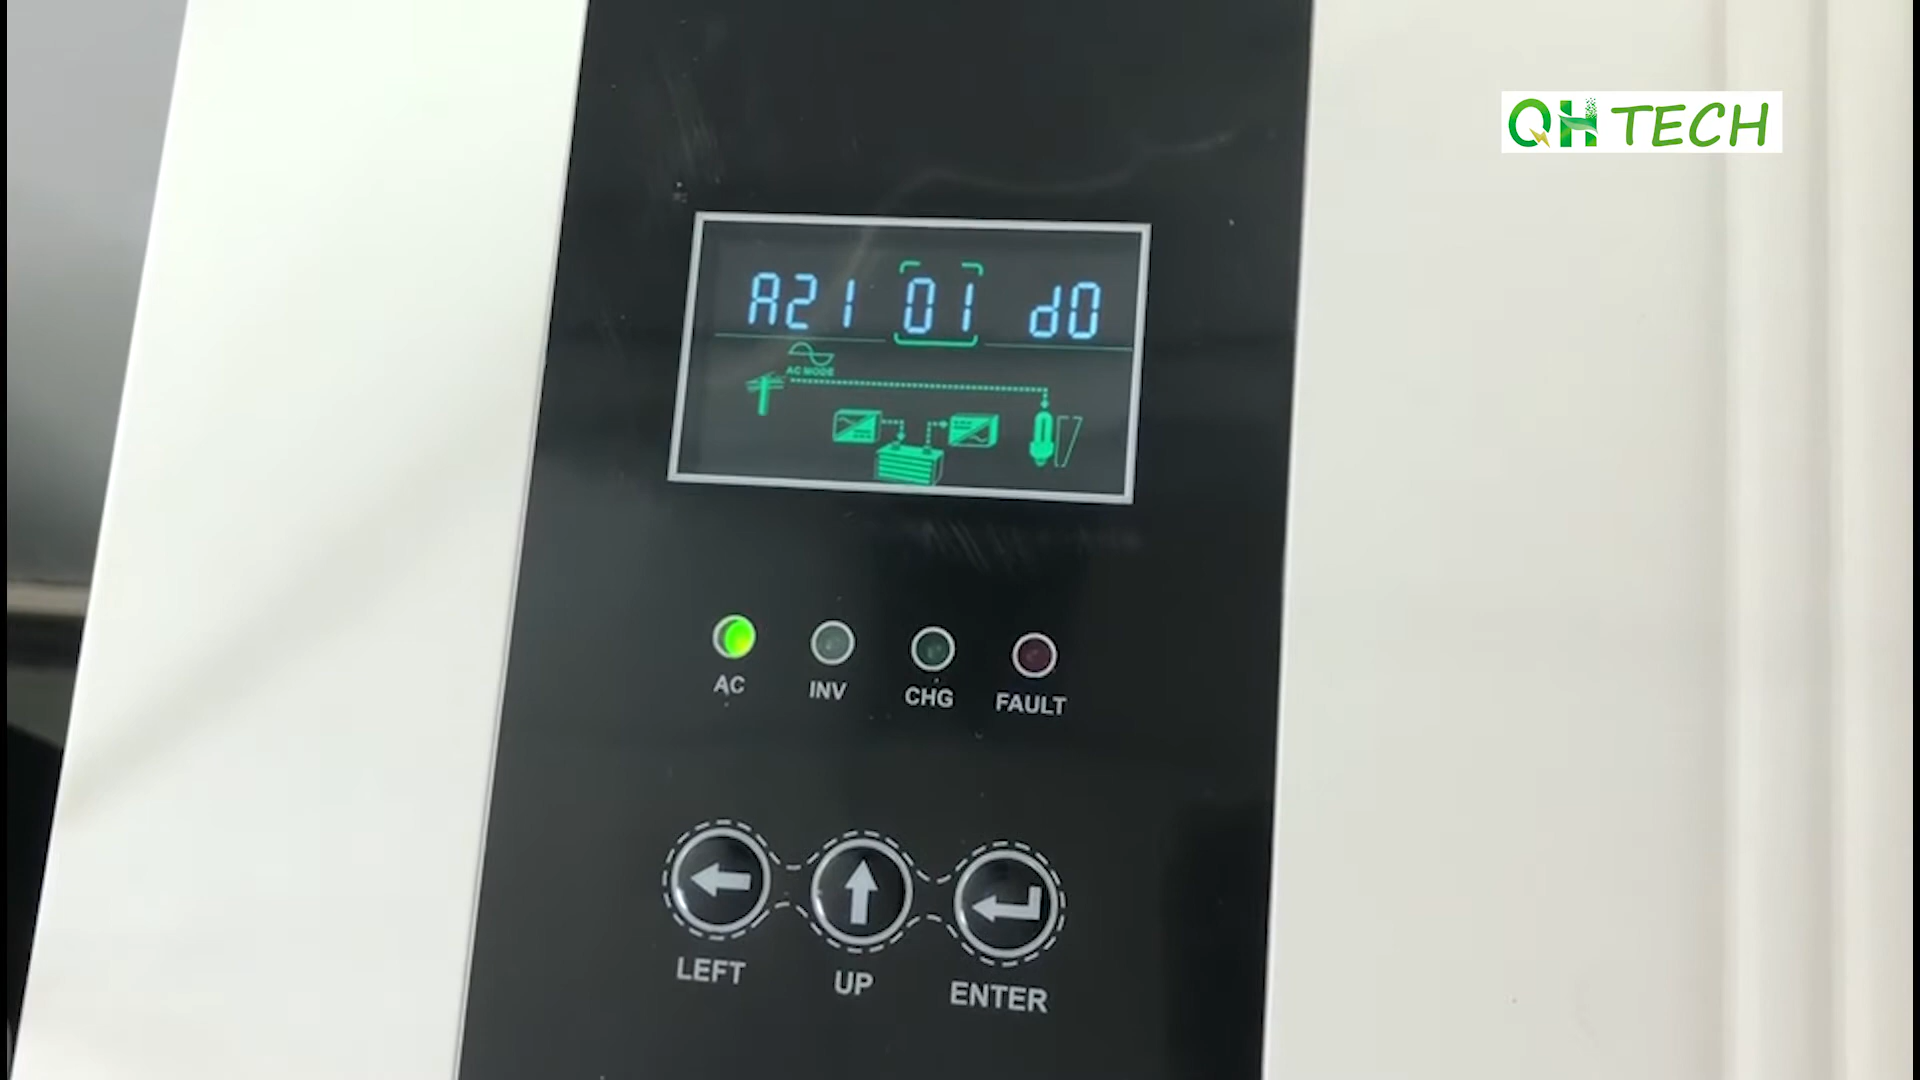 QH TECH
A21 01 d0
AC MODE
AC INV CHG FAULT
LEFT UP ENTER